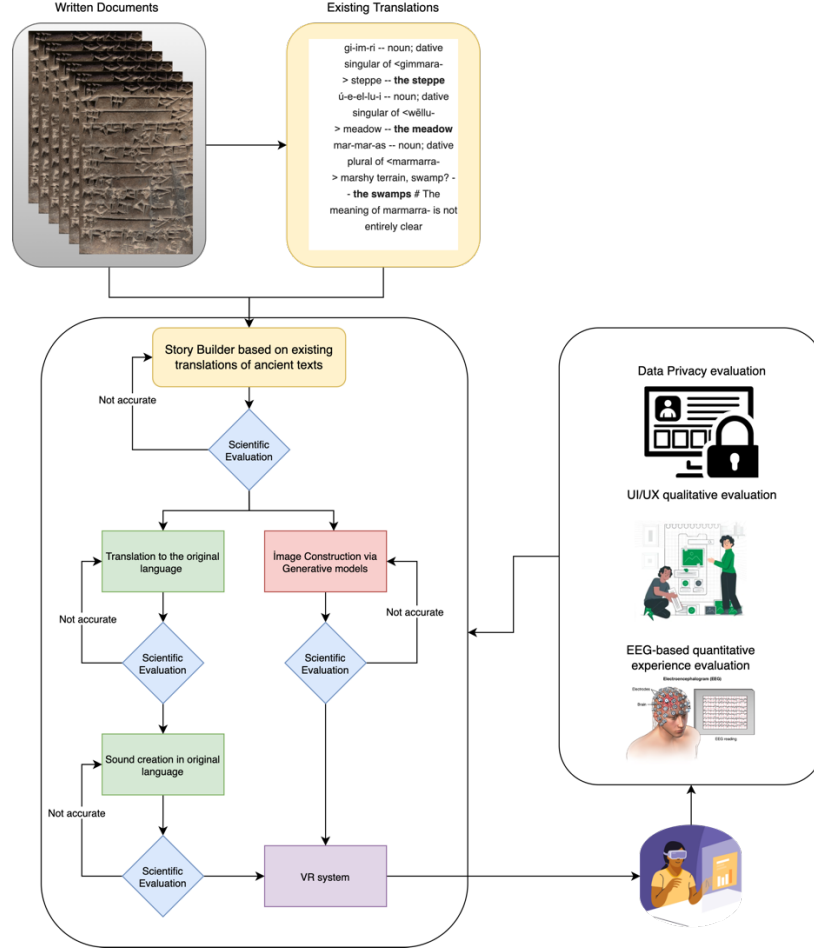 Written Documents
Existing Translations
gi-im-ri -- noun; dative
singular of <gimmara-
> steppe -- the steppe
ú-e-el-lu-i -- noun; dative
singular of <wēllu-
> meadow -- the meadow
mar-mar-as -- noun; dative
plural of <marmarra-
> marshy terrain, swamp? -
- the swamps # The
meaning of marmarra- is not
entirely clear
Story Builder based on existing
translations of ancient texts
Not accurate
Scientific
Evaluation
Translation to the original
language
İmage Construction via
Generative models
Not accurate
Not accurate
Scientific
Evaluation
Scientific
Evaluation
Sound creation in original
language
Not accurate
Scientific
Evaluation
VR system
Data Privacy evaluation
UI/UX qualitative evaluation
EEG-based quantitative
experience evaluation
Electroencephalogram (EEG)
Electrodes
Brain
EEG reading